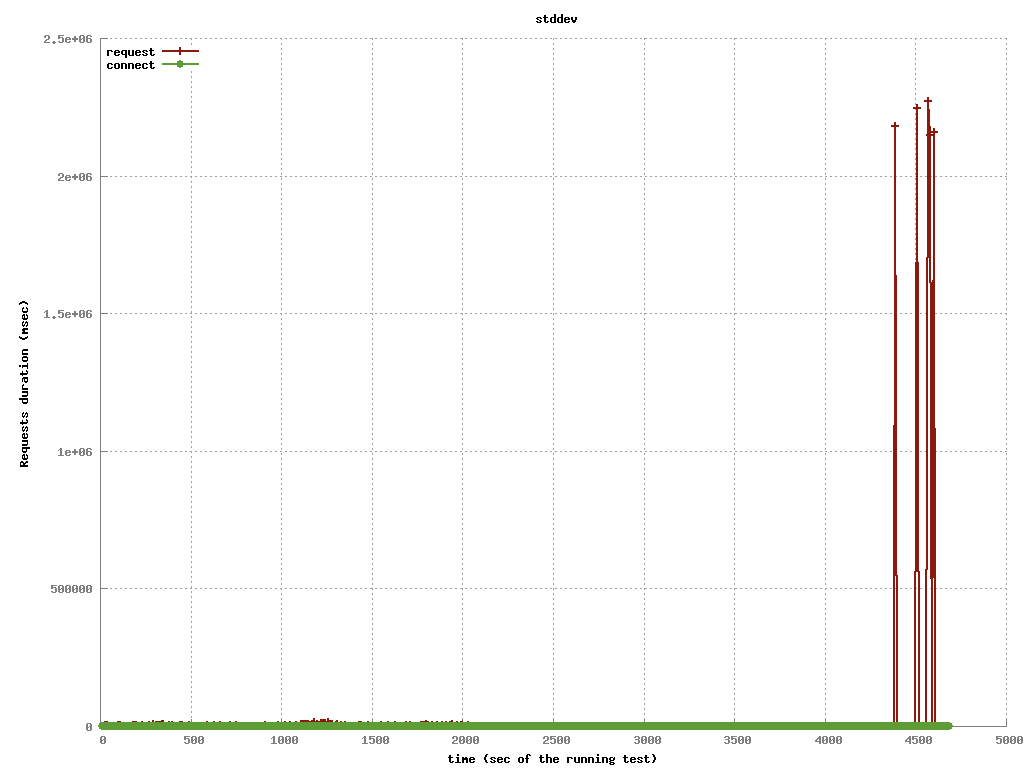 stddev
2.5e+06
request
connect
2e+06
1.5e+06
Requests duration (msec)
1e+06
500000
0
0 500 1000 1500 2000 2500 3000 3500 4000 4500 5000
time (sec of the running test)